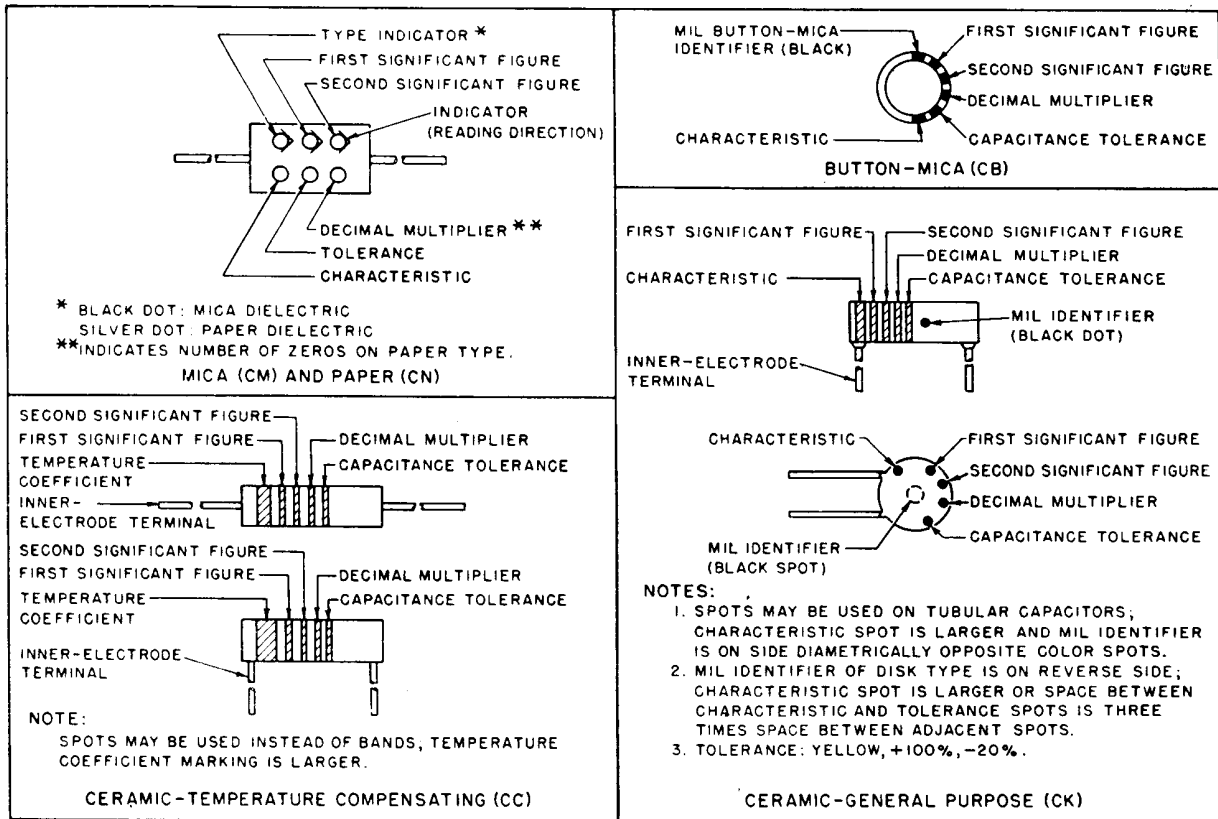 TYPE INDICATOR *
FIRST SIGNIFICANT FIGURE
SECOND SIGNIFICANT FIGURE
INDICATOR
(READING DIRECTION)
DECIMAL MULTIPLIER **
TOLERANCE
CHARACTERISTIC
* BLACK DOT: MICA DIELECTRIC
SILVER DOT: PAPER DIELECTRIC
**INDICATES NUMBER OF ZEROS ON PAPER TYPE.
MICA (CM) AND PAPER (CN)
MIL BUTTON-MICA
IDENTIFIER (BLACK)
FIRST SIGNIFICANT FIGURE
SECOND SIGNIFICANT FIGURE
DECIMAL MULTIPLIER
CHARACTERISTIC
CAPACITANCE TOLERANCE
BUTTON-MICA (CB)
SECOND SIGNIFICANT FIGURE
FIRST SIGNIFICANT FIGURE
DECIMAL MULTIPLIER
TEMPERATURE
COEFFICIENT
CAPACITANCE TOLERANCE
INNER-
ELECTRODE TERMINAL
SECOND SIGNIFICANT FIGURE
FIRST SIGNIFICANT FIGURE
DECIMAL MULTIPLIER
TEMPERATURE
COEFFICIENT
CAPACITANCE TOLERANCE
INNER-ELECTRODE
TERMINAL
NOTE:
SPOTS MAY BE USED INSTEAD OF BANDS, TEMPERATURE
COEFFICIENT MARKING IS LARGER.
CERAMIC-TEMPERATURE COMPENSATING (CC)
FIRST SIGNIFICANT FIGURE
SECOND SIGNIFICANT FIGURE
DECIMAL MULTIPLIER
CHARACTERISTIC
CAPACITANCE TOLERANCE
MIL IDENTIFIER
(BLACK DOT)
INNER-ELECTRODE
TERMINAL
CHARACTERISTIC
FIRST SIGNIFICANT FIGURE
SECOND SIGNIFICANT FIGURE
DECIMAL MULTIPLIER
CAPACITANCE TOLERANCE
MIL IDENTIFIER
(BLACK SPOT)
NOTES:
1. SPOTS MAY BE USED ON TUBULAR CAPACITORS;
CHARACTERISTIC SPOT IS LARGER AND MIL IDENTIFIER
IS ON SIDE DIAMETRICALLY OPPOSITE COLOR SPOTS.
2. MIL IDENTIFIER OF DISK TYPE IS ON REVERSE SIDE;
CHARACTERISTIC SPOT IS LARGER OR SPACE BETWEEN
CHARACTERISTIC AND TOLERANCE SPOTS IS THREE
TIMES SPACE BETWEEN ADJACENT SPOTS.
3. TOLERANCE: YELLOW, +100%, -20%.
CERAMIC-GENERAL PURPOSE (CK)